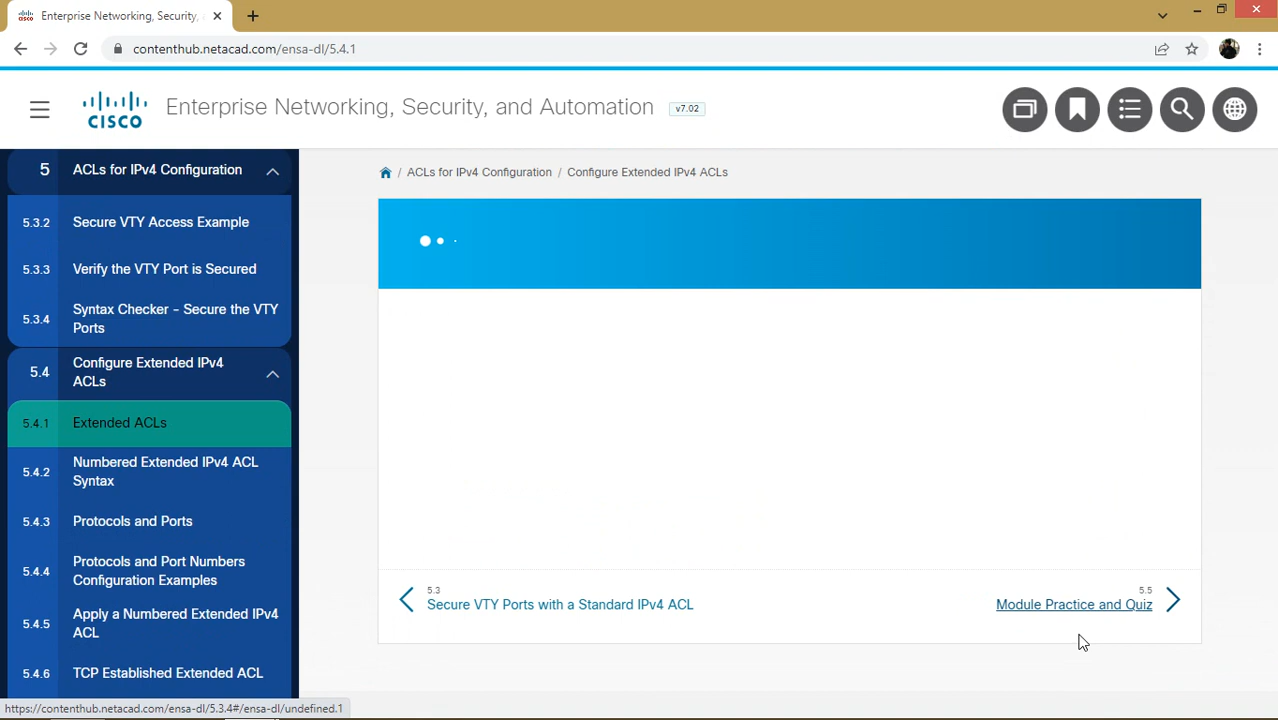 Enterprise Networking, Security,
contenthub.netacad.com/ensa-dl/5.4.1
CISCO
Enterprise Networking, Security, and Automation
v7.02
5
ACLs for IPv4 Configuration
5.3.2
Secure VTY Access Example
5.3.3
Verify the VTY Port is Secured
5.3.4
Syntax Checker - Secure the VTY
Ports
5.4
Configure Extended IPv4
ACLs
5.4.1
Extended ACLs
5.4.2
Numbered Extended IPv4 ACL
Syntax
5.4.3
Protocols and Ports
5.4.4
Protocols and Port Numbers
Configuration Examples
5.4.5
Apply a Numbered Extended IPv4
ACL
5.4.6
TCP Established Extended ACL
/ ACLs for IPv4 Configuration / Configure Extended IPv4 ACLs
5.3
Secure VTY Ports with a Standard IPv4 ACL
5.5
Module Practice and Quiz
https://contenthub.netacad.com/ensa-dl/5.3.4#/ensa-dl/undefined.1